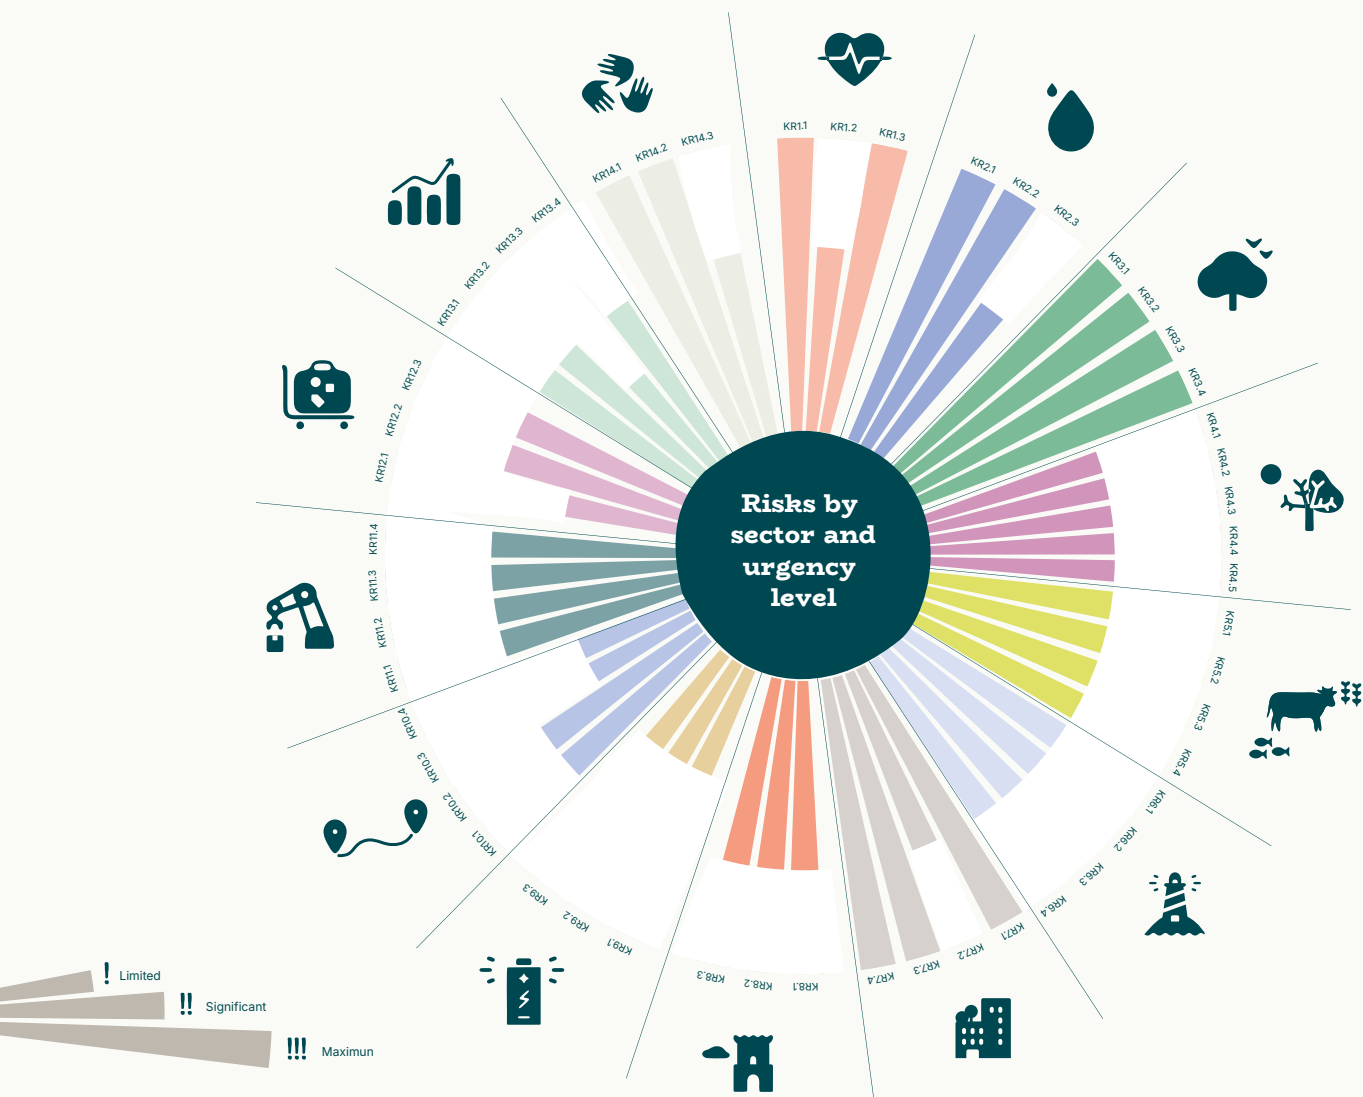 Risks by
sector and
urgency
level
KR1.1
KR1.2
KR1.3
KR2.1
KR2.2
KR2.3
KR3.1
KR3.2
KR3.3
KR3.4
KR4.1
KR4.2
KR4.3
KR4.4
KR4.5
KR5.1
KR5.2
KR5.3
KR5.4
KR6.1
KR6.2
KR6.3
KR6.4
KR7.1
KR7.2
KR7.3
KR7.4
KR8.1
KR8.2
KR8.3
KR9.1
KR9.2
KR9.3
KR10.1
KR10.2
KR10.3
KR10.4
KR11.1
KR11.2
KR11.3
KR11.4
KR12.1
KR12.2
KR12.3
KR13.1
KR13.2
KR13.3
KR13.4
KR14.1
KR14.2
KR14.3
! Limited
!! Significant
!!! Maximun